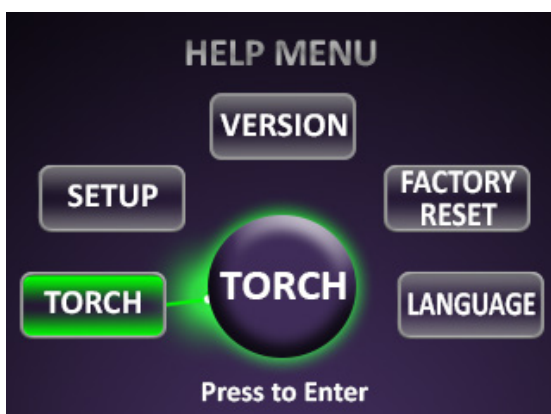 HELP MENU
VERSION
SETUP
FACTORY
RESET
TORCH
TORCH
LANGUAGE
Press to Enter